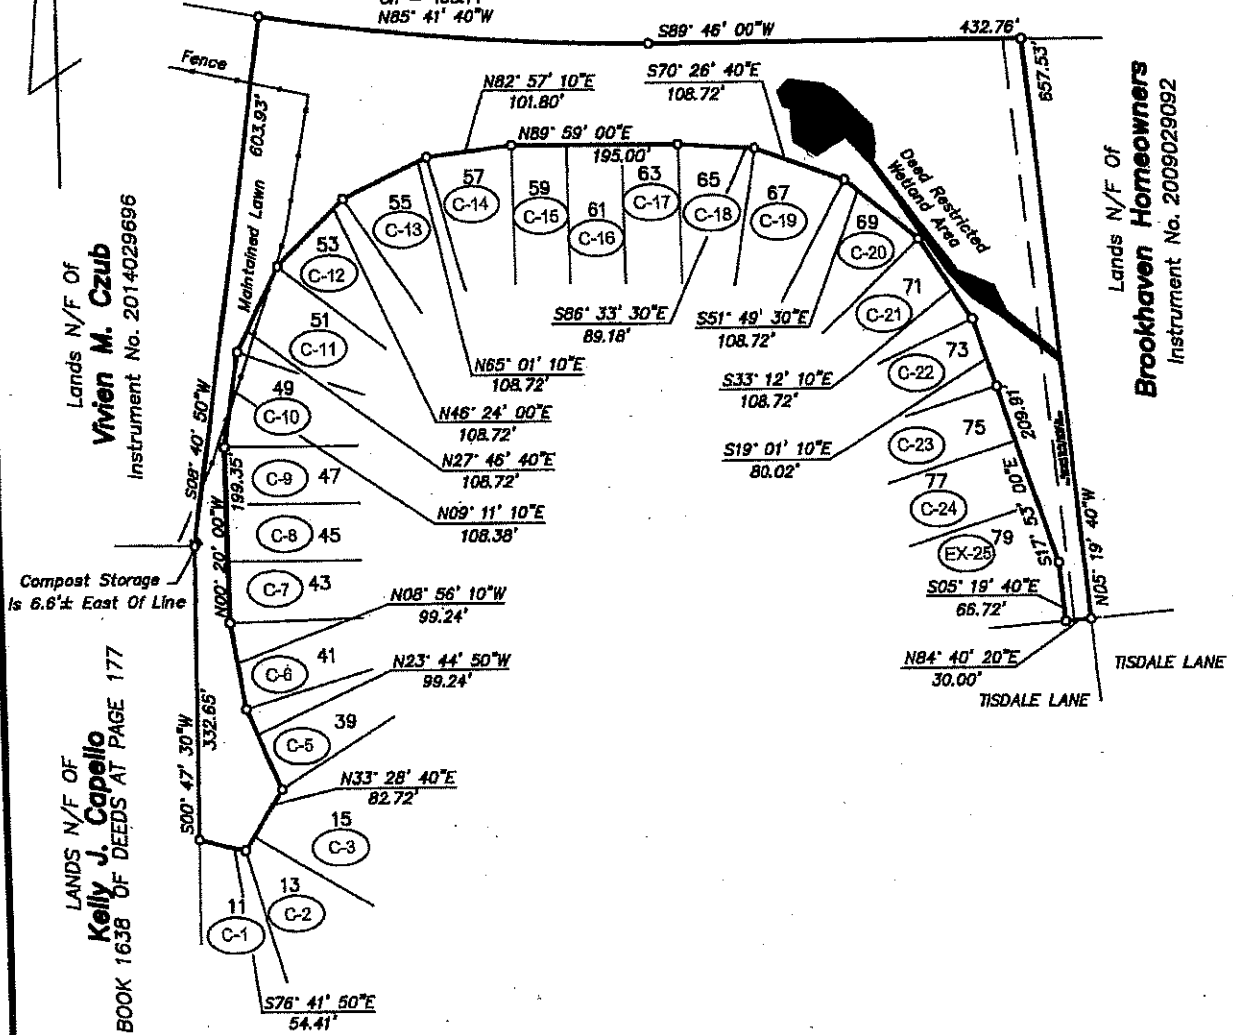 N85° 41' 40"W
S89° 46' 00"W
432.76'
657.53'
Fence
603.93'
Maintained Lawn
N82° 57' 10"E
101.80'
S70° 26' 40"E
108.72'
N89° 59' 00"E
195.00'
Deed Restricted
Wetland Area
Lands N/F Of
Brookhaven Homeowners
Instrument No. 2009029092
Lands N/F Of
Vivien M. Czub
Instrument No. 2014029696
57
C-14
59
C-15
61
C-16
63
C-17
65
C-18
67
C-19
55
C-13
69
C-20
53
C-12
71
C-21
51
C-11
73
C-22
49
C-10
75
C-23
C-9 47
77
C-24
C-8 45
79
EX-25
C-7 43
41
C-6
39
C-5
15
C-3
13
C-2
11
C-1
S86° 33' 30"E
89.18'
S51° 49' 30"E
108.72'
N65° 01' 10"E
108.72'
S33° 12' 10"E
108.72'
N46° 24' 00"E
108.72'
S19° 01' 10"E
80.02'
N27° 46' 40"E
108.72'
N09° 11' 10"E
108.38'
S08° 40' 50"W
199.35'
N00° 20' 00"W
209.91'
S17° 53' 00"E
N05° 19' 40"W
Compost Storage
Is 6.6'± East Of Line
N08° 56' 10"W
99.24'
S05° 19' 40"E
66.72'
N23° 44' 50"W
99.24'
N84° 40' 20"E
30.00'
TISDALE LANE
TISDALE LANE
S00° 47' 30"W
332.65'
N33° 28' 40"E
82.72'
LANDS N/F OF
Kelly J. Capello
BOOK 1638 OF DEEDS AT PAGE 177
S76° 41' 50"E
54.41'